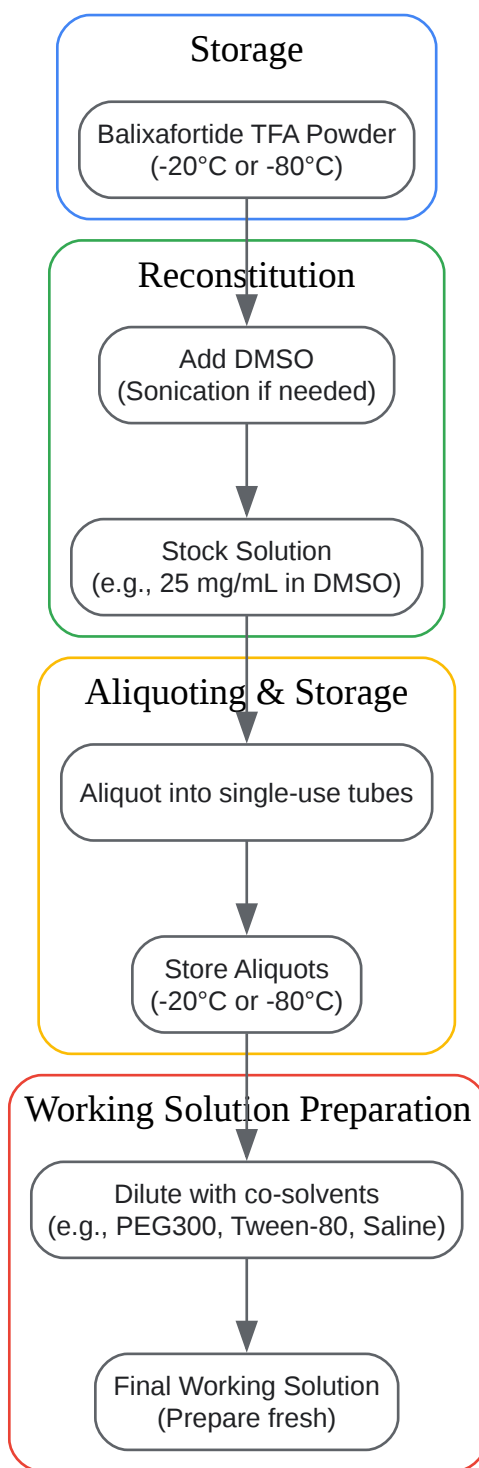 Storage
Balixafortide TFA Powder
(-20°C or -80°C)
Reconstitution
Add DMSO
(Sonication if needed)
Stock Solution
(e.g., 25 mg/mL in DMSO)
Aliquoting & Storage
Aliquot into single-use tubes
Store Aliquots
(-20°C or -80°C)
Working Solution Preparation
Dilute with co-solvents
(e.g., PEG300, Tween-80, Saline)
Final Working Solution
(Prepare fresh)